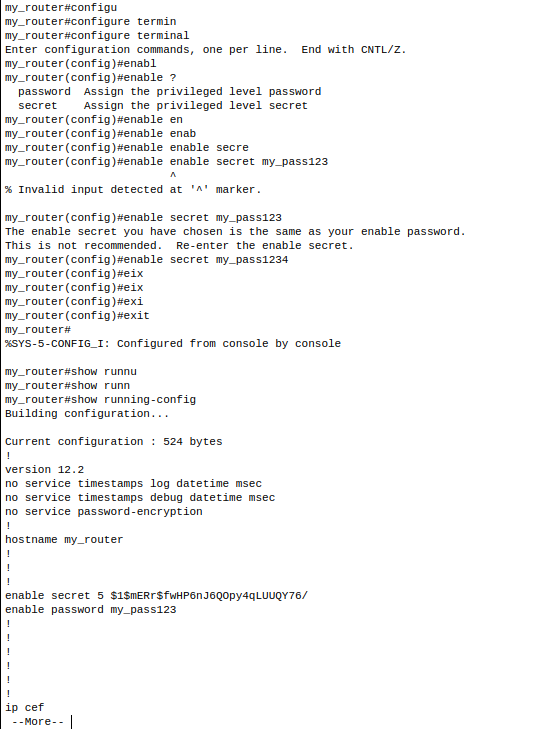 my_router#configu
my_router#configure termin
my_router#configure terminal
Enter configuration commands, one per line.  End with CNTL/Z.
my_router(config)#enabl
my_router(config)#enable ?
  password  Assign the privileged level password
  secret    Assign the privileged level secret
my_router(config)#enable en
my_router(config)#enable enab
my_router(config)#enable enable secre
my_router(config)#enable enable secret my_pass123
                         ^
% Invalid input detected at '^' marker.

my_router(config)#enable secret my_pass123
The enable secret you have chosen is the same as your enable password.
This is not recommended.  Re-enter the enable secret.
my_router(config)#enable secret my_pass1234
my_router(config)#eix
my_router(config)#eix
my_router(config)#exi
my_router(config)#exit
my_router#
%SYS-5-CONFIG_I: Configured from console by console

my_router#show runnu
my_router#show runn
my_router#show running-config
Building configuration...

Current configuration : 524 bytes
!
version 12.2
no service timestamps log datetime msec
no service timestamps debug datetime msec
no service password-encryption
!
hostname my_router
!
!
!
enable secret 5 $1$mERr$fwHP6nJ6QOpy4qLUUQY76/
enable password my_pass123
!
!
!
!
!
!
ip cef
 --More--